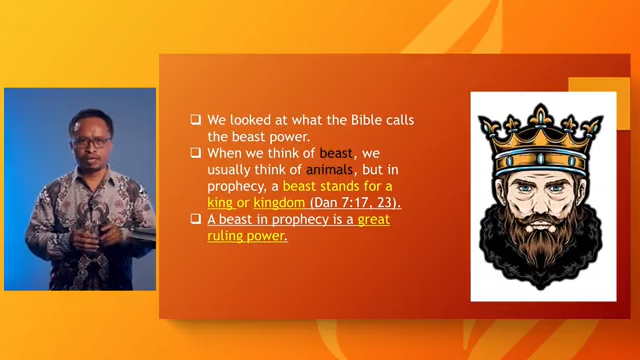 ❑ We looked at what the Bible calls
the beast power.
❑ When we think of beast, we
usually think of animals, but in
prophecy, a beast stands for a
king or kingdom (Dan 7:17, 23).
❑ A beast in prophecy is a great
ruling power.